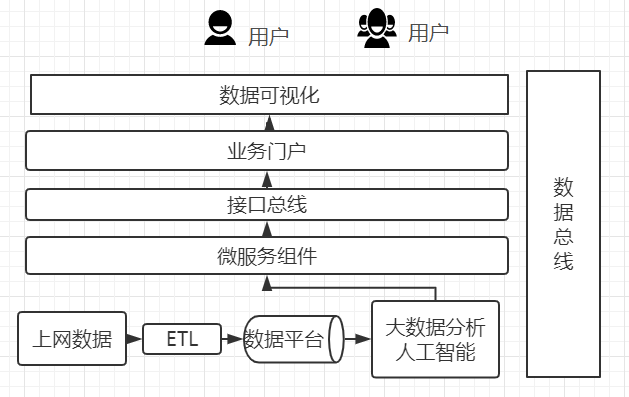 用户
用户
数据可视化
业务门户
接口总线
微服务组件
上网数据
ETL
数据平台
大数据分析
人工智能
数
据
总
线